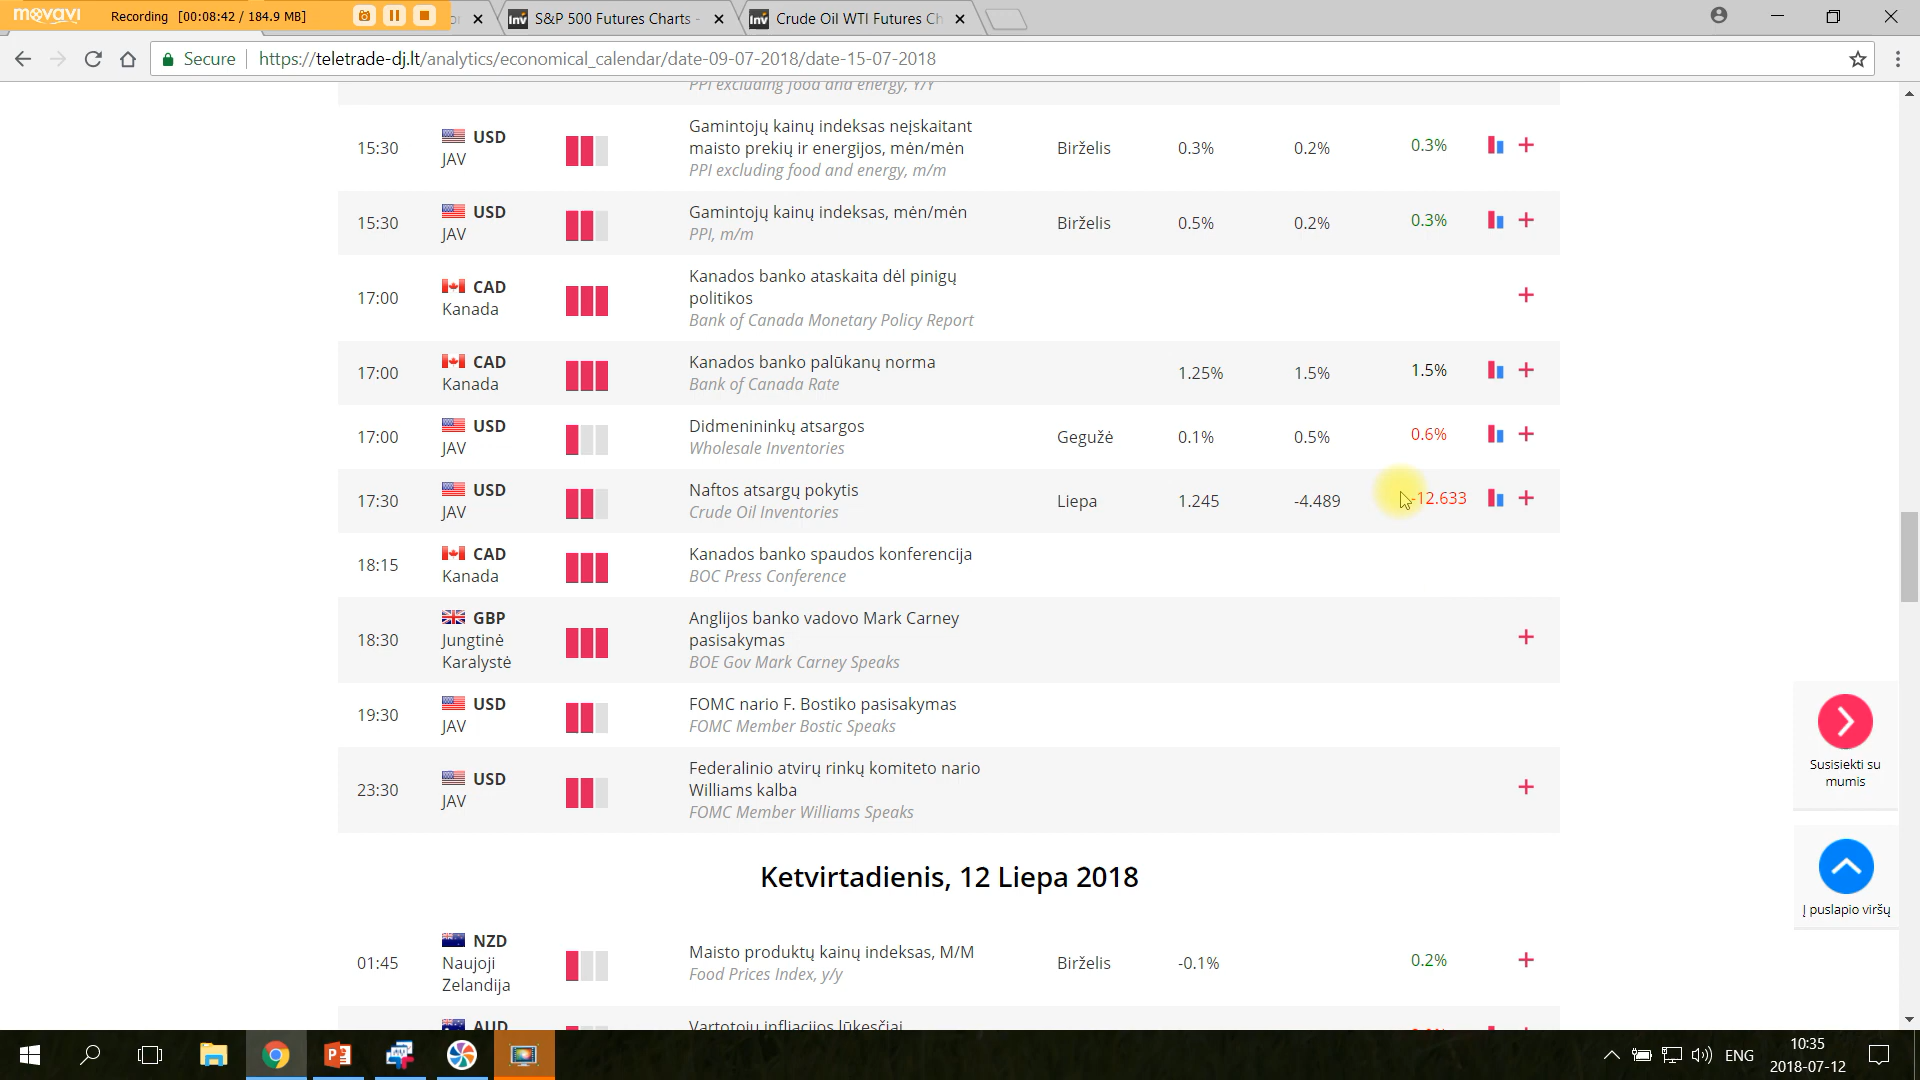 movavi
Recording [00:08:42 / 184.9 MB]
S&P 500 Futures Charts -
Crude Oil WTI Futures Ch
Secure https://teletrade-dj.lt/analytics/economical_calendar/date-09-07-2018/date-15-07-2018
PPI excluding food and energy, Y/Y
15:30 USD JAV Gamintojų kainų indeksas neįskaitant
maisto prekių ir energijos, mėn/mėn
PPI excluding food and energy, m/m
Birželis 0.3% 0.2% 0.3%
15:30 USD JAV Gamintojų kainų indeksas, mėn/mėn
PPI, m/m
Birželis 0.5% 0.2% 0.3%
17:00 CAD Kanada Kanados banko ataskaita dėl pinigų
politikos
Bank of Canada Monetary Policy Report
17:00 CAD Kanada Kanados banko palūkanų norma
Bank of Canada Rate
1.25% 1.5% 1.5%
17:00 USD JAV Didmenininkų atsargos
Wholesale Inventories
Gegužė 0.1% 0.5% 0.6%
17:30 USD JAV Naftos atsargų pokytis
Crude Oil Inventories
Liepa 1.245 -4.489 -12.633
18:15 CAD Kanada Kanados banko spaudos konferencija
BOC Press Conference
18:30 GBP Jungtinė Karalystė Anglijos banko vadovo Mark Carney
pasisakymas
BOE Gov Mark Carney Speaks
19:30 USD JAV FOMC nario F. Bostiko pasisakymas
FOMC Member Bostic Speaks
23:30 USD JAV Federalinio atvirų rinkų komiteto nario
Williams kalba
FOMC Member Williams Speaks
Susisiekti su
mumis
Į puslapio viršų
Ketvirtadienis, 12 Liepa 2018
01:45 NZD Naujoji Zelandija Maisto produktų kainų indeksas, M/M
Food Prices Index, y/y
Birželis -0.1% 0.2%
AUD Vartotojų infliacijos lūkesčiai
ENG
10:35
2018-07-12